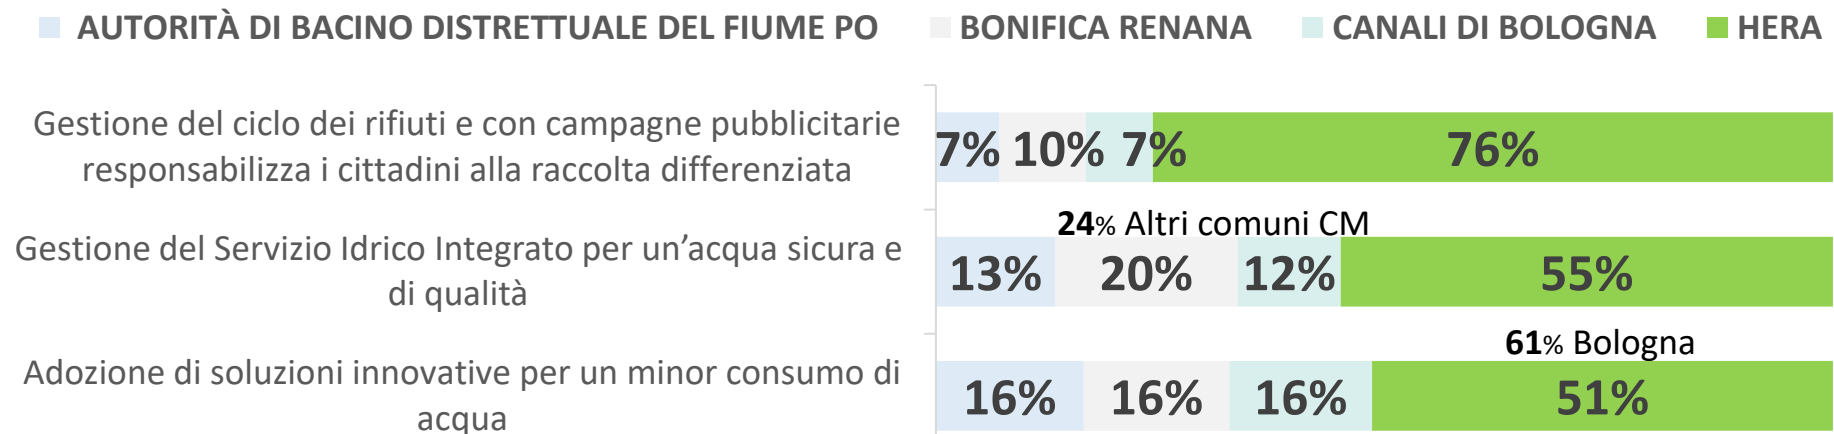 AUTORITÀ DI BACINO DISTRETTUALE DEL FIUME PO BONIFICA RENANA CANALI DI BOLOGNA HERA
Gestione del ciclo dei rifiuti e con campagne pubblicitarie
responsabilizza i cittadini alla raccolta differenziata
7% 10% 7% 76%
24% Altri comuni CM
Gestione del Servizio Idrico Integrato per un’acqua sicura e
di qualità
13% 20% 12% 55%
61% Bologna
Adozione di soluzioni innovative per un minor consumo di
acqua
16% 16% 16% 51%